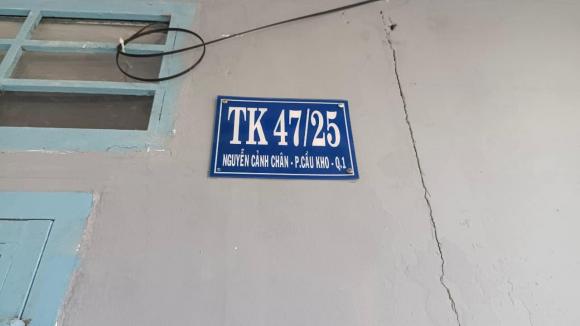 TK 47/25
NGUYỄN CẢNH CHÂN - P.CẦU KHO - Q.1